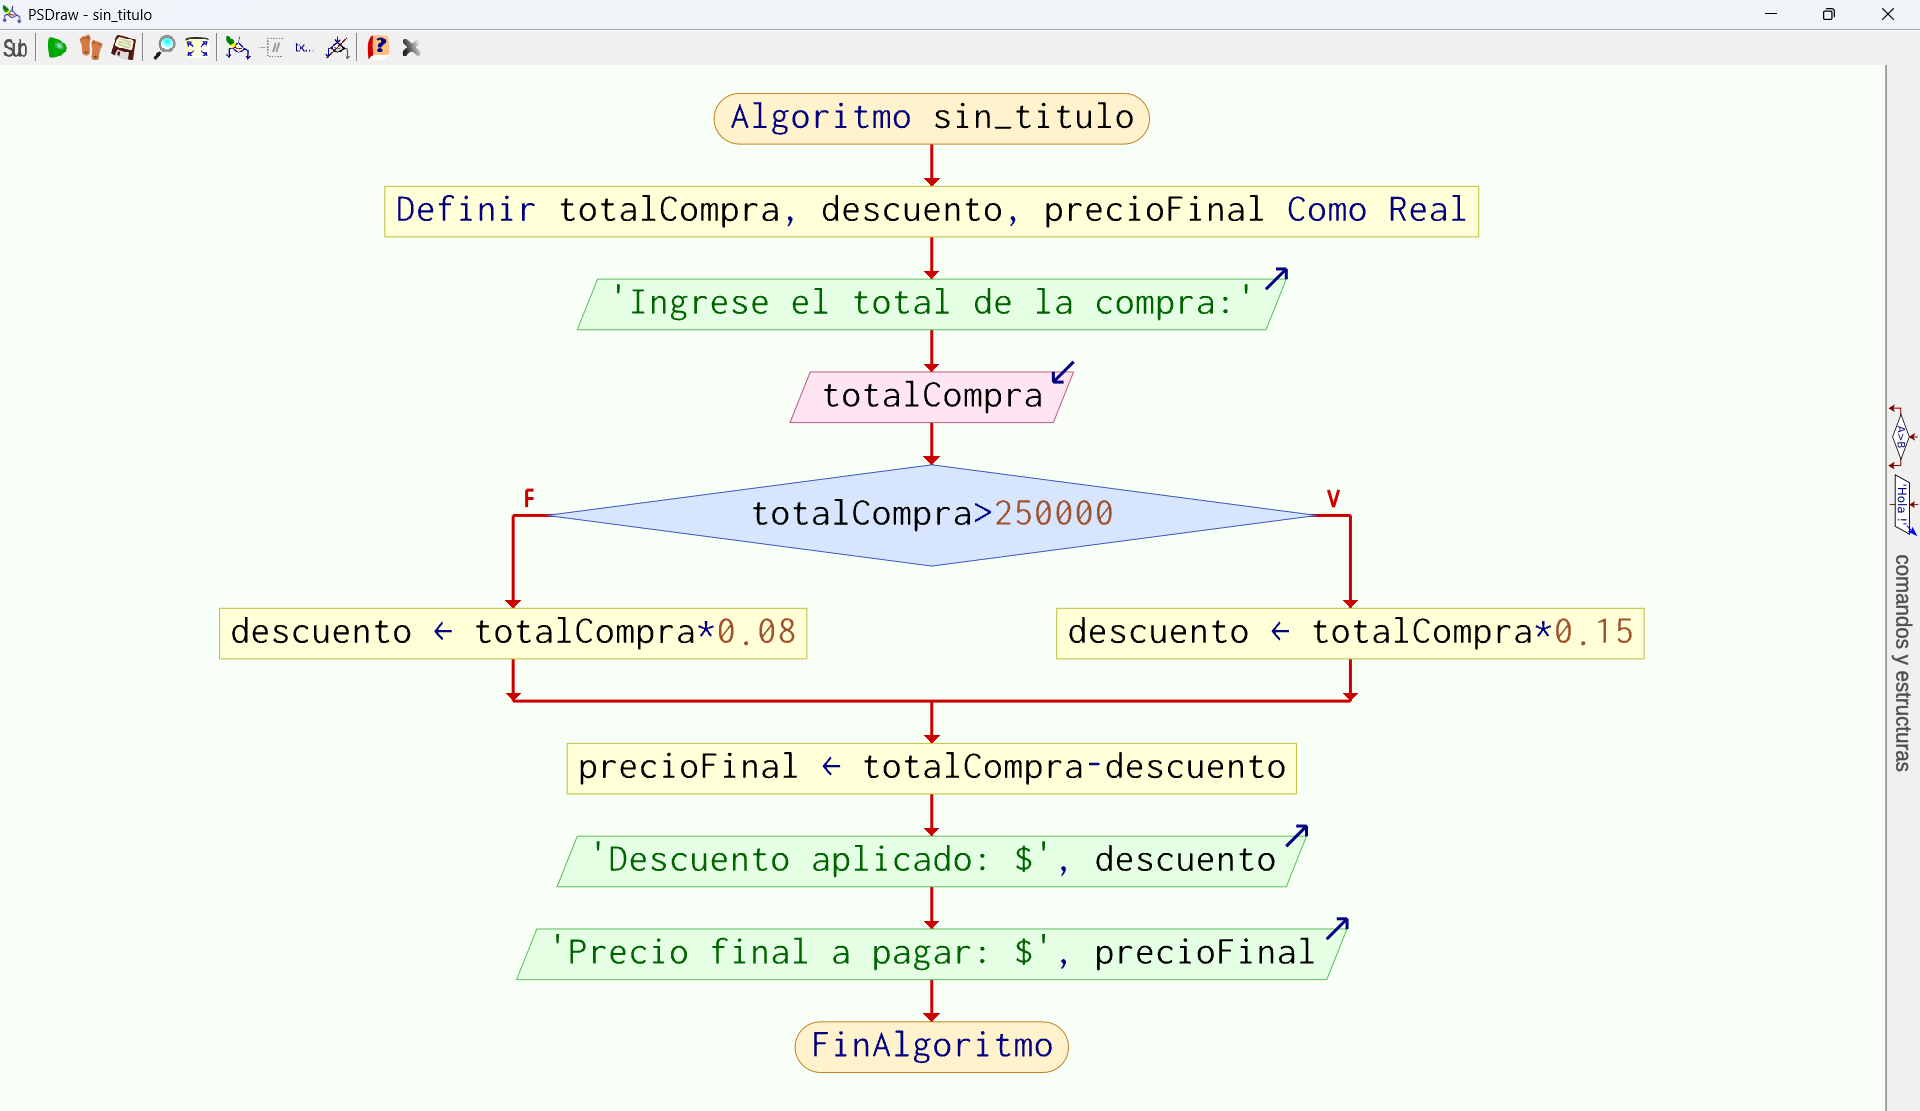 PSDraw - sin_titulo
Sub
tx...
Algoritmo sin_titulo
Definir totalCompra, descuento, precioFinal Como Real
'Ingrese el total de la compra:'
totalCompra
F
V
totalCompra>250000
descuento ← totalCompra*0.08
descuento ← totalCompra*0.15
precioFinal ← totalCompra-descuento
'Descuento aplicado: $', descuento
'Precio final a pagar: $', precioFinal
FinAlgoritmo
A>B
'Hola !'
comandos y estructuras